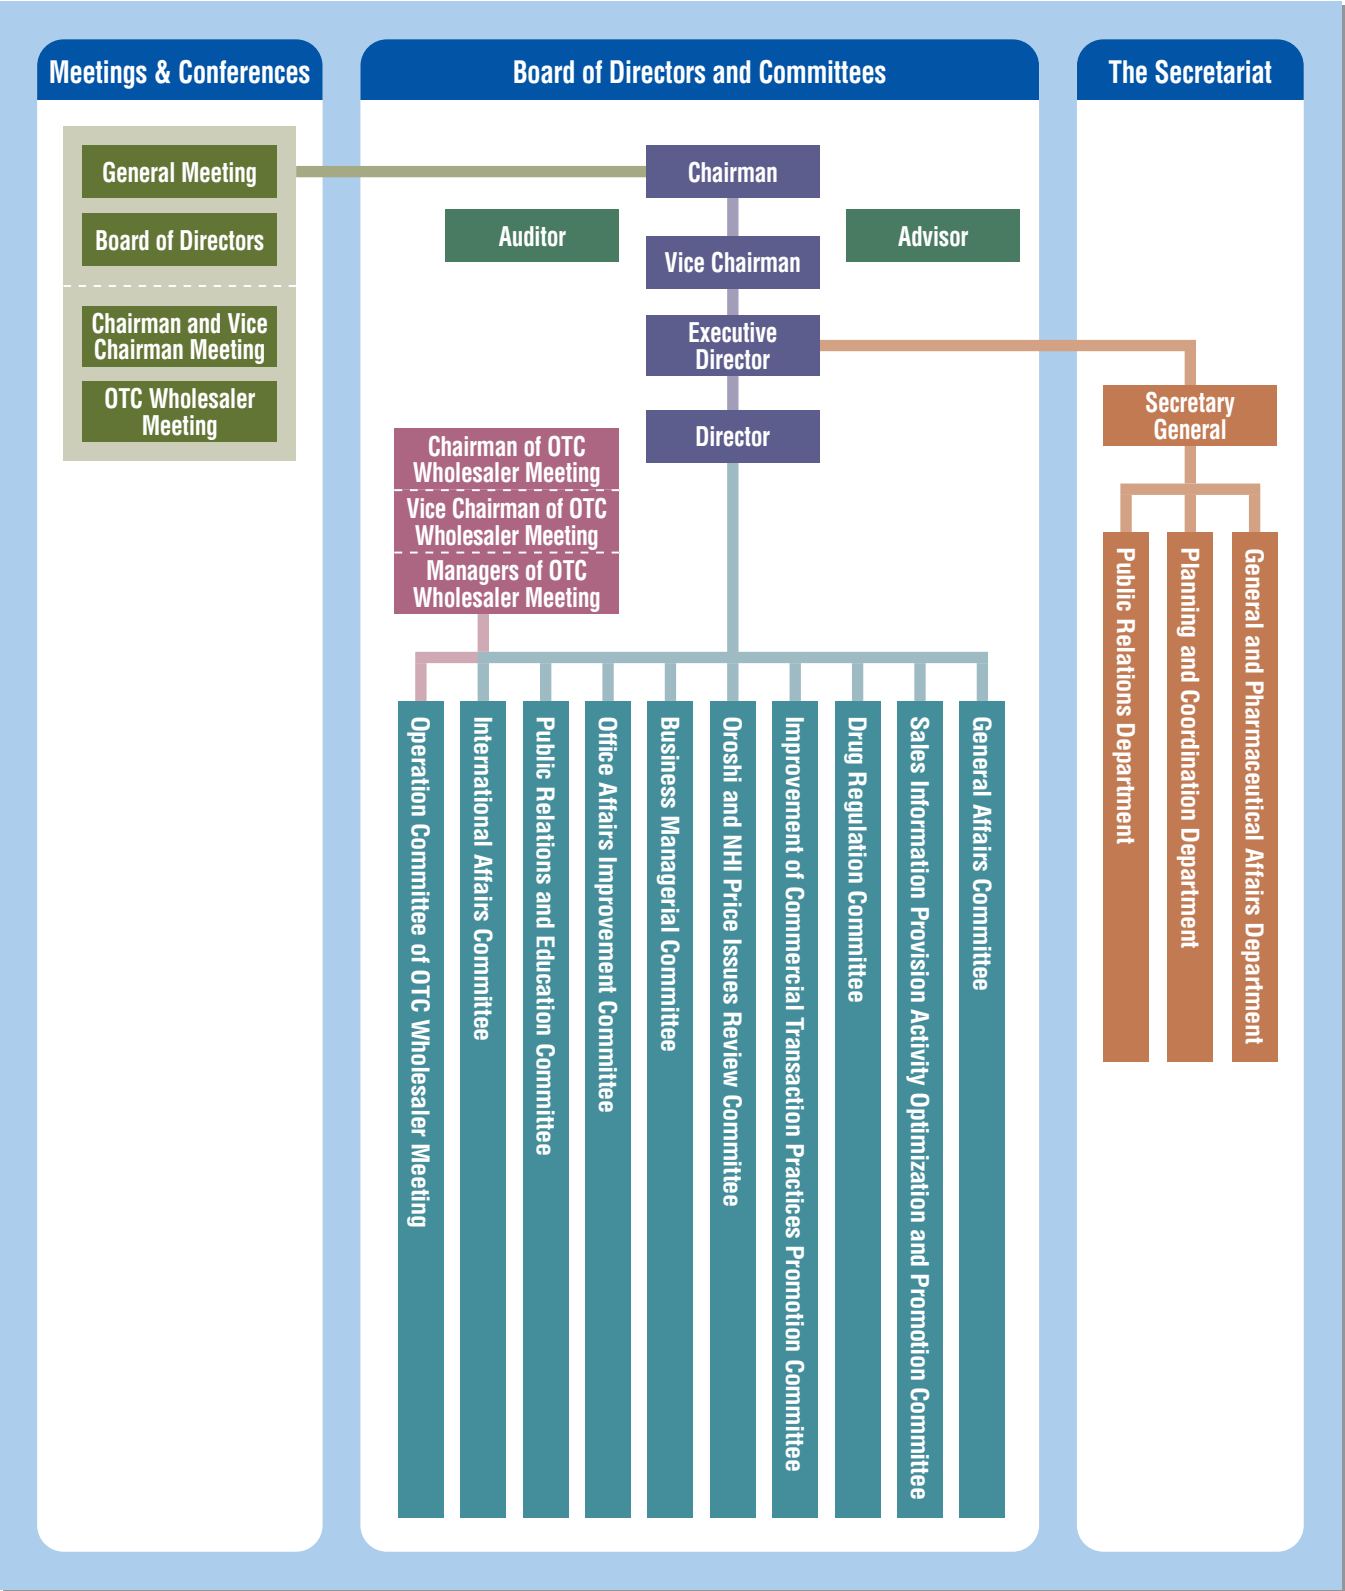 Meetings & Conferences
General Meeting
Board of Directors
Chairman and Vice
Chairman Meeting
OTC Wholesaler
Meeting
Board of Directors and Committees
Chairman
Auditor
Advisor
Vice Chairman
Executive
Director
Director
Chairman of OTC
Wholesaler Meeting
Vice Chairman of OTC
Wholesaler Meeting
Managers of OTC
Wholesaler Meeting
Operation Committee of OTC Wholesaler Meeting
International Affairs Committee
Public Relations and Education Committee
Office Affairs Improvement Committee
Business Managerial Committee
Oroshi and NHI Price Issues Review Committee
Improvement of Commercial Transaction Practices Promotion Committee
Drug Regulation Committee
Sales Information Provision Activity Optimization and Promotion Committee
General Affairs Committee
The Secretariat
Secretary
General
Public Relations Department
Planning and Coordination Department
General and Pharmaceutical Affairs Department